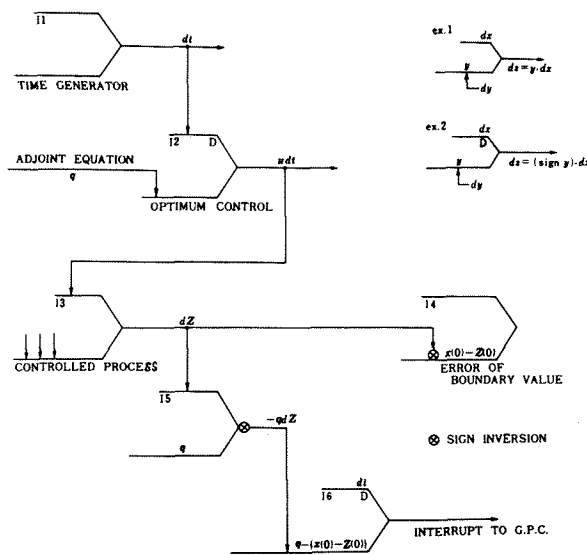 I1
dt
TIME GENERATOR
ex.1
dx
y
dz=y·dx
dy
I2
D
ADJOINT EQUATION
q
u dt
OPTIMUM CONTROL
ex.2
dx
D
y
dz=(sign y)·dx
dy
I3
dZ
CONTROLLED PROCESS
I4
x(0)-Z(0)
ERROR OF
BOUNDARY VALUE
I5
-qdZ
q
⊗ SIGN INVERSION
I6
dt
D
q-(x(0)-Z(0))
INTERRUPT TO G.P.C.